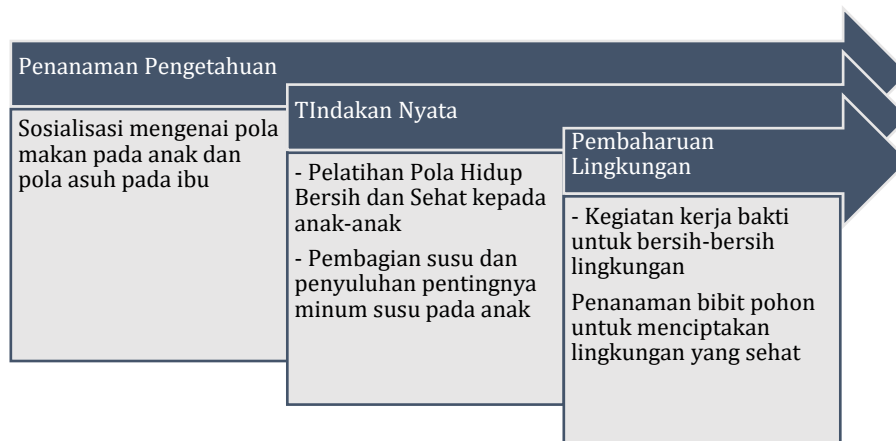 Penanaman Pengetahuan
Sosialisasi mengenai pola
makan pada anak dan
pola asuh pada ibu
TIndakan Nyata
- Pelatihan Pola Hidup
Bersih dan Sehat kepada
anak-anak
- Pembagian susu dan
penyuluhan pentingnya
minum susu pada anak
Pembaharuan
Lingkungan
- Kegiatan kerja bakti
untuk bersih-bersih
lingkungan
Penanaman bibit pohon
untuk menciptakan
lingkungan yang sehat